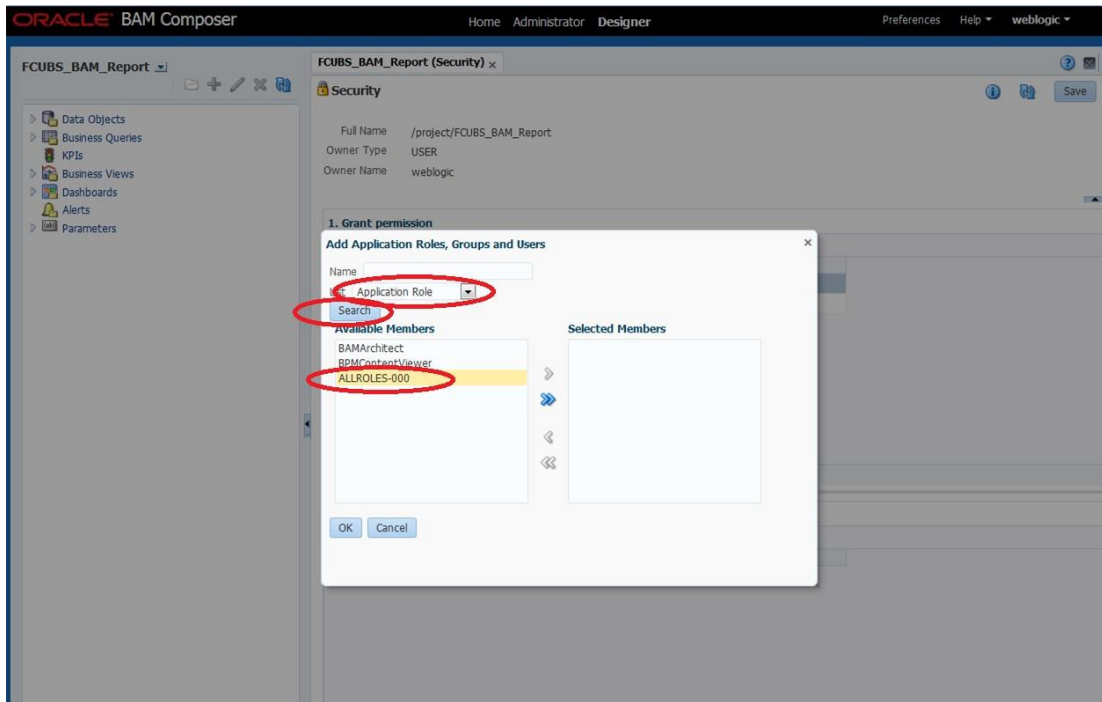 ORACLE BAM Composer
Home Administrator Designer
Preferences Help weblogic
FCUBS_BAM_Report
FCUBS_BAM_Report (Security) ×
Security
Save
Data Objects
Business Queries
KPIs
Business Views
Dashboards
Alerts
Parameters
Full Name /project/FCUBS_BAM_Report
Owner Type USER
Owner Name weblogic
1. Grant permission
Add Application Roles, Groups and Users
Name
Application Role
Search
Available Members Selected Members
BAMArchitect
BPMContentViewer
ALLROLES-000
OK Cancel